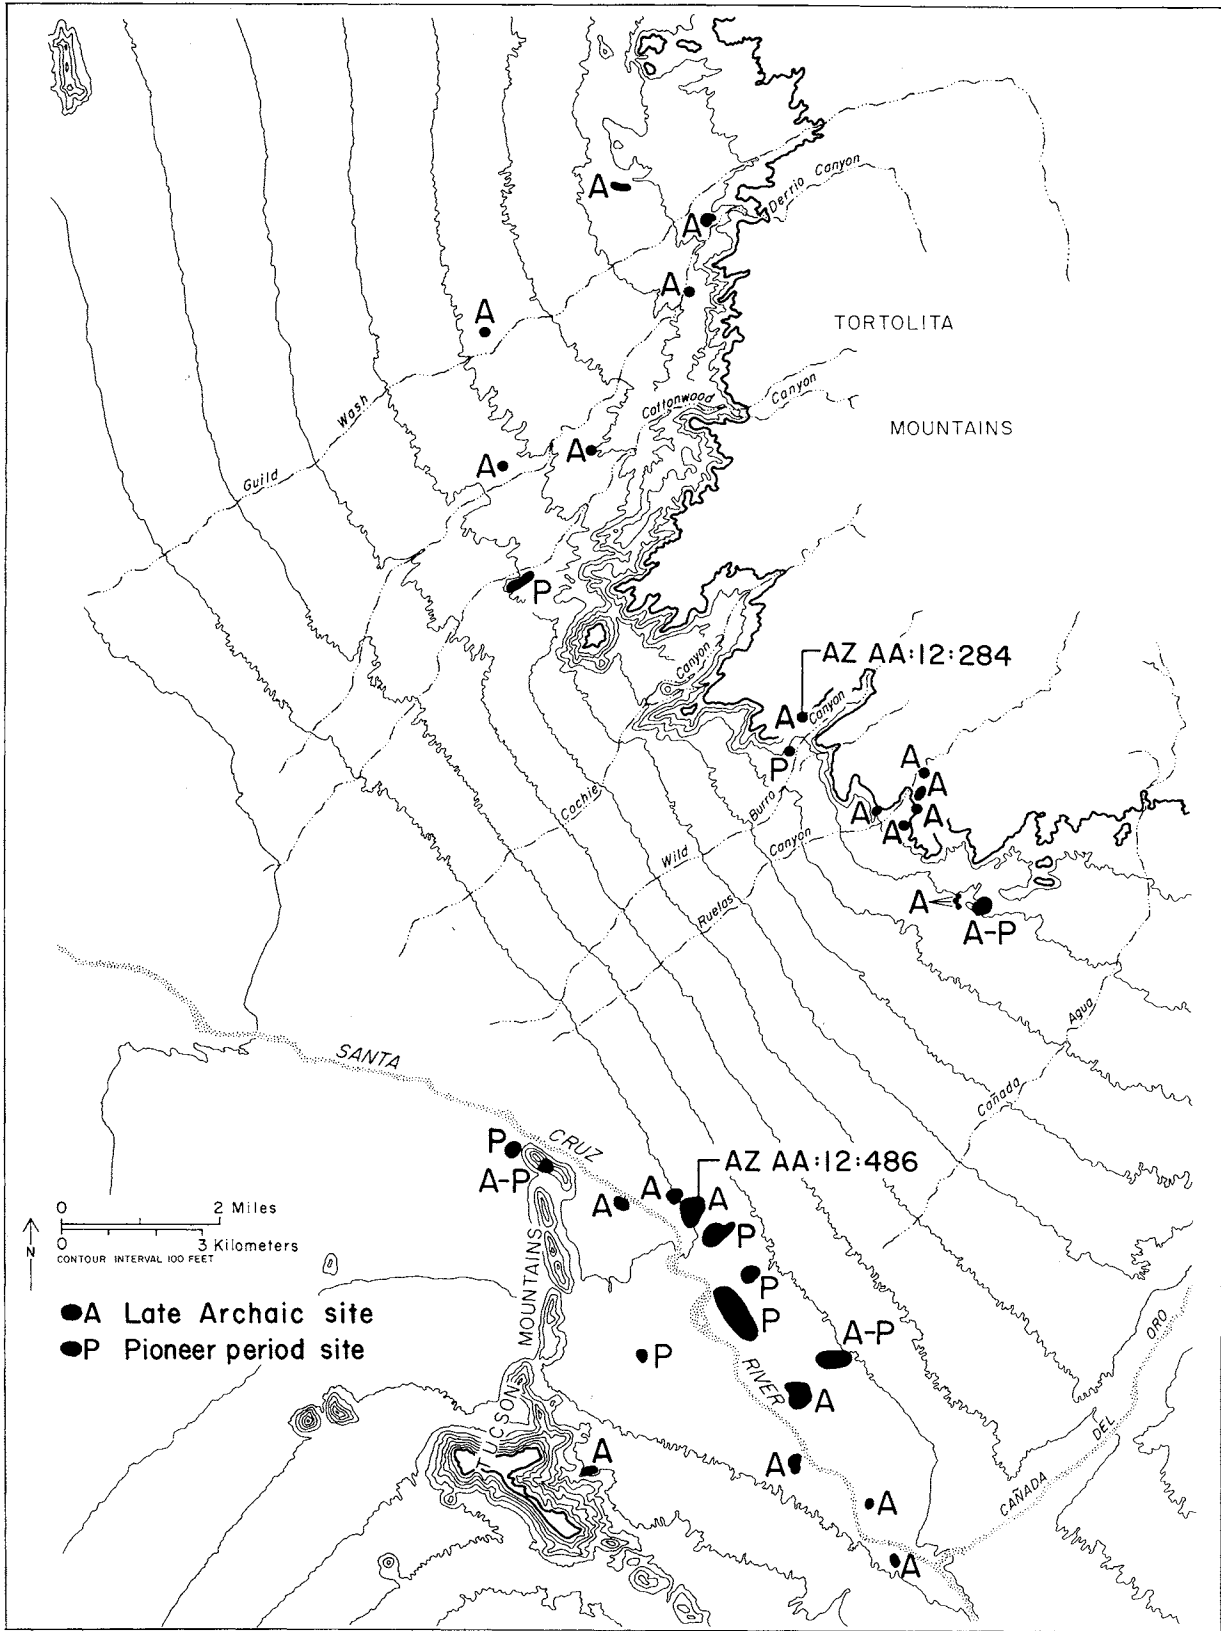 A
Derrio Canyon
A
A
TORTOLITA
A
Canyon
Cottonwood
Wash
MOUNTAINS
A
A
Guild
P
AZ AA:12:284
Canyon
A
Canyon
P
A
A
Cochie
Burro
A
A
A
Wild
Canyon
Ruelas
A
A-P
Agua
SANTA
Cañada
CRUZ
P
AZ AA:12:486
A-P
A
A
A
0 2 Miles
P
N
0 3 Kilometers
CONTOUR INTERVAL 100 FEET
MOUNTAINS
P
A Late Archaic site
P
A-P
ORO
P Pioneer period site
P
RIVER
TUCSON
A
DEL
A
A
A
CAÑADA
A